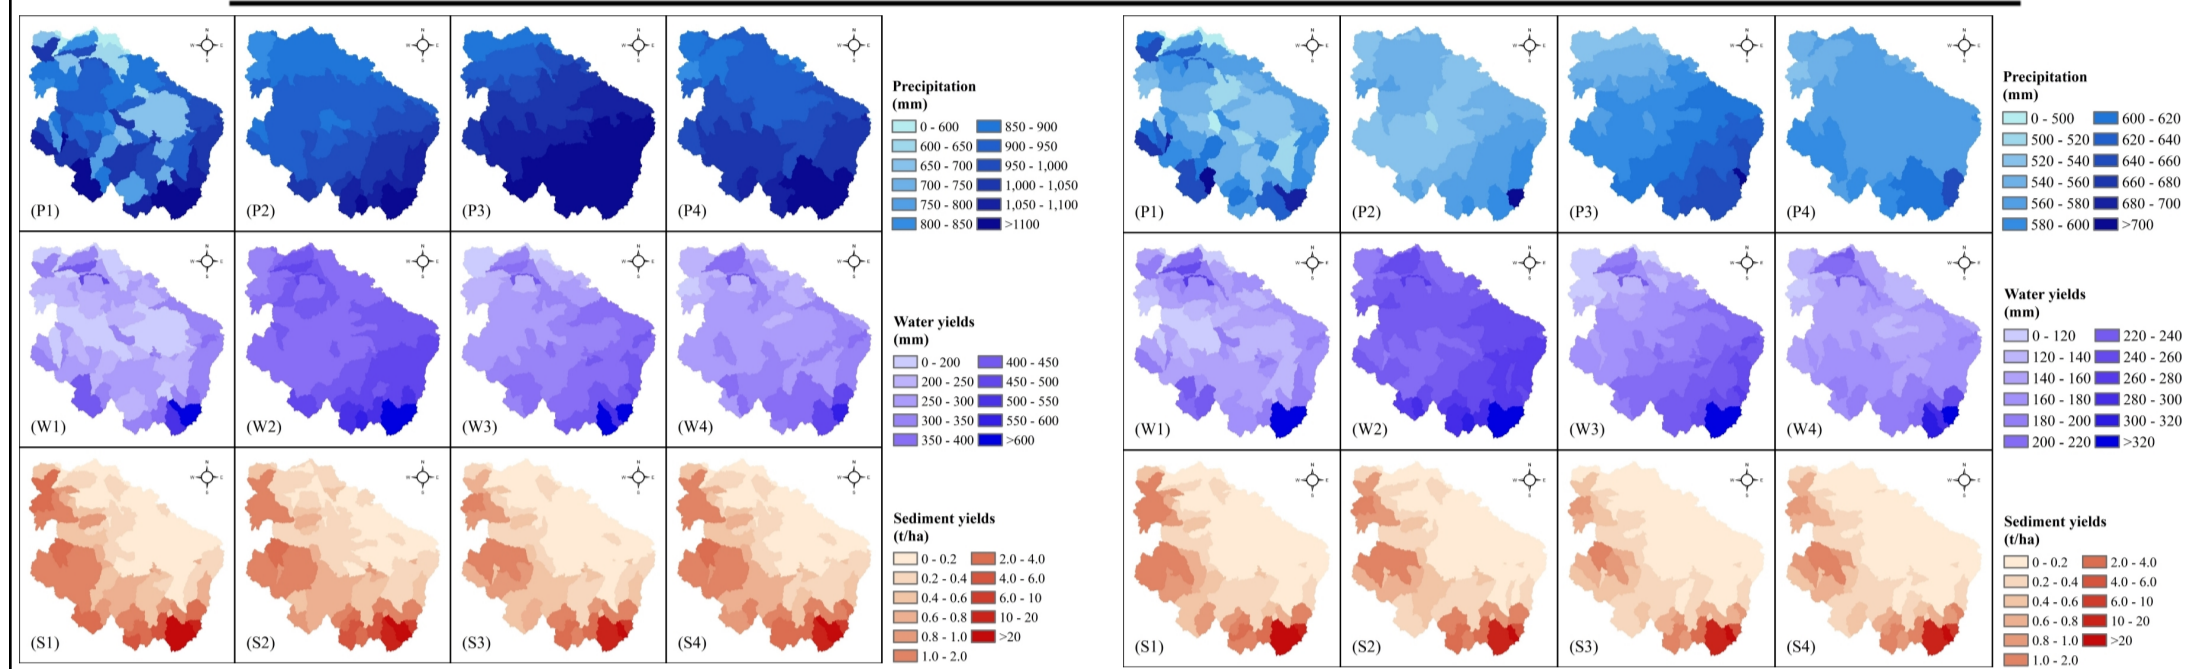 (P1)
(P2)
(P3)
(P4)
Precipitation
(mm)
0 - 600 850 - 900
600 - 650 900 - 950
650 - 700 950 - 1,000
700 - 750 1,000 - 1,050
750 - 800 1,050 - 1,100
800 - 850 >1100
(W1)
(W2)
(W3)
(W4)
Water yields
(mm)
0 - 200 400 - 450
200 - 250 450 - 500
250 - 300 500 - 550
300 - 350 550 - 600
350 - 400 >600
(S1)
(S2)
(S3)
(S4)
Sediment yields
(t/ha)
0 - 0.2 2.0 - 4.0
0.2 - 0.4 4.0 - 6.0
0.4 - 0.6 6.0 - 10
0.6 - 0.8 10 - 20
0.8 - 1.0 >20
1.0 - 2.0
(P1)
(P2)
(P3)
(P4)
Precipitation
(mm)
0 - 500 600 - 620
500 - 520 620 - 640
520 - 540 640 - 660
540 - 560 660 - 680
560 - 580 680 - 700
580 - 600 >700
(W1)
(W2)
(W3)
(W4)
Water yields
(mm)
0 - 120 220 - 240
120 - 140 240 - 260
140 - 160 260 - 280
160 - 180 280 - 300
180 - 200 300 - 320
200 - 220 >320
(S1)
(S2)
(S3)
(S4)
Sediment yields
(t/ha)
0 - 0.2 2.0 - 4.0
0.2 - 0.4 4.0 - 6.0
0.4 - 0.6 6.0 - 10
0.6 - 0.8 10 - 20
0.8 - 1.0 >20
1.0 - 2.0